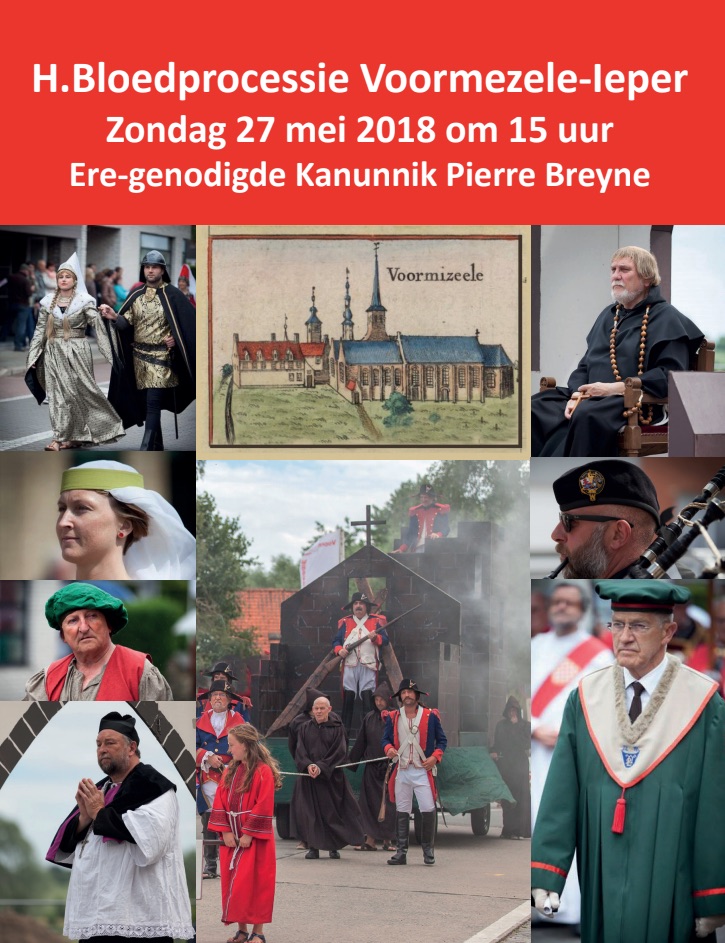 H.Bloedprocessie Voormezele-Ieper
Zondag 27 mei 2018 om 15 uur
Ere-genodigde Kanunnik Pierre Breyne
Voormizeele